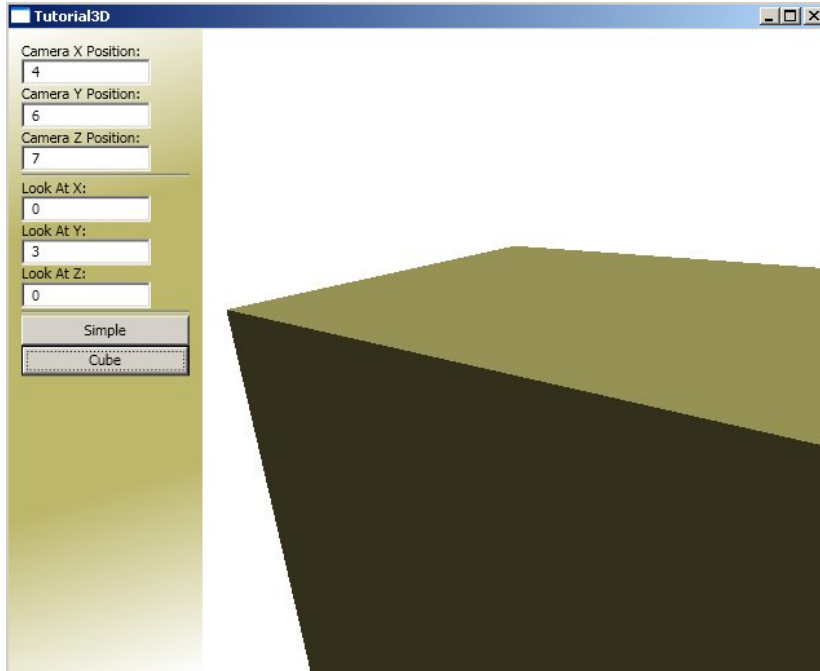 Tutorial3D
Camera X Position:
4
Camera Y Position:
6
Camera Z Position:
7
Look At X:
0
Look At Y:
3
Look At Z:
0
Simple
Cube